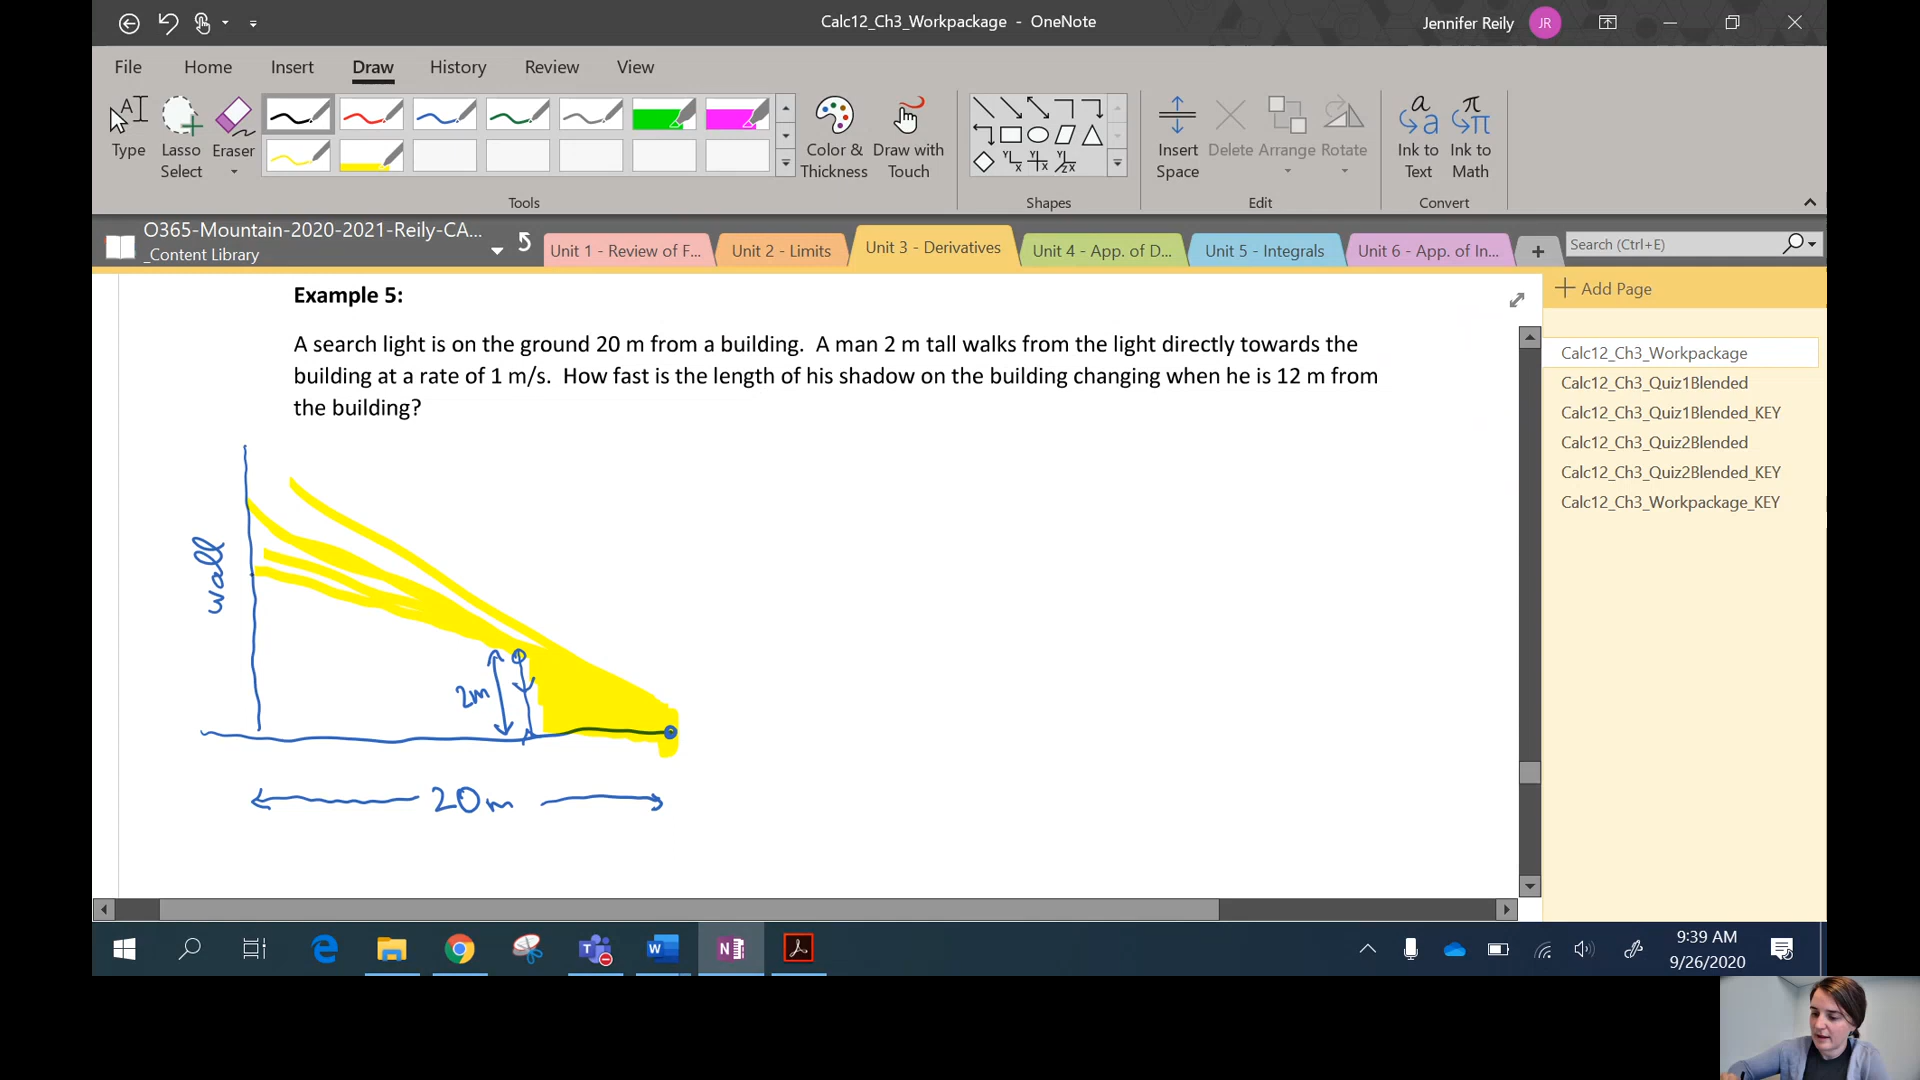 Calc12_Ch3_Workpackage - OneNote
Jennifer Reily
JR
File
Home
Insert
Draw
History
Review
View
Type
Lasso Select
Eraser
Color & Thickness
Draw with Touch
Insert Space
Delete
Arrange
Rotate
Ink to Text
Ink to Math
Tools
Shapes
Edit
Convert
O365-Mountain-2020-2021-Reily-CA...
_Content Library
Unit 1 - Review of F...
Unit 2 - Limits
Unit 3 - Derivatives
Unit 4 - App. of D...
Unit 5 - Integrals
Unit 6 - App. of In...
Search (Ctrl+E)
Add Page
Calc12_Ch3_Workpackage
Calc12_Ch3_Quiz1Blended
Calc12_Ch3_Quiz1Blended_KEY
Calc12_Ch3_Quiz2Blended
Calc12_Ch3_Quiz2Blended_KEY
Calc12_Ch3_Workpackage_KEY
Example 5:
A search light is on the ground 20 m from a building. A man 2 m tall walks from the light directly towards the
building at a rate of 1 m/s. How fast is the length of his shadow on the building changing when he is 12 m from
the building?
wall
2m
20m
9:39 AM
9/26/2020